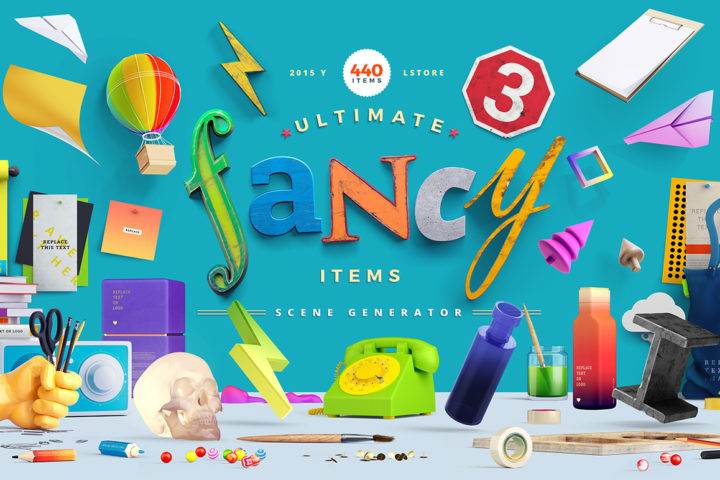 2015 Y
440
ITEMS
LSTORE
3
ULTIMATE
fancy
ITEMS
SCENE GENERATOR
REPLACE
THIS TEXT
REPLACE
REPLACE
TEXT
OR
LOGO
REPLACE
TEXT
OR
LOGO